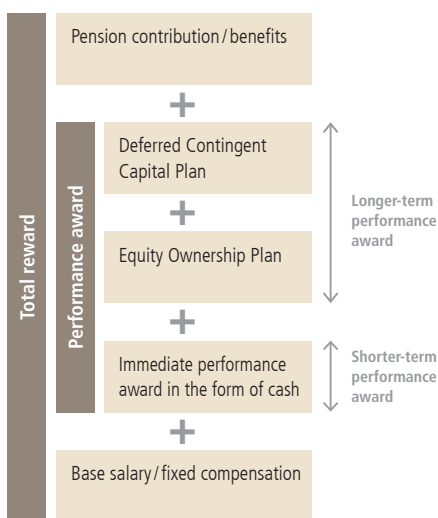 Pension contribution / benefits
+
Deferred Contingent
Capital Plan
+
Equity Ownership Plan
+
Immediate performance
award in the form of cash
+
Base salary / fixed compensation
Total reward
Performance award
Longer-term
performance
award
Shorter-term
performance
award